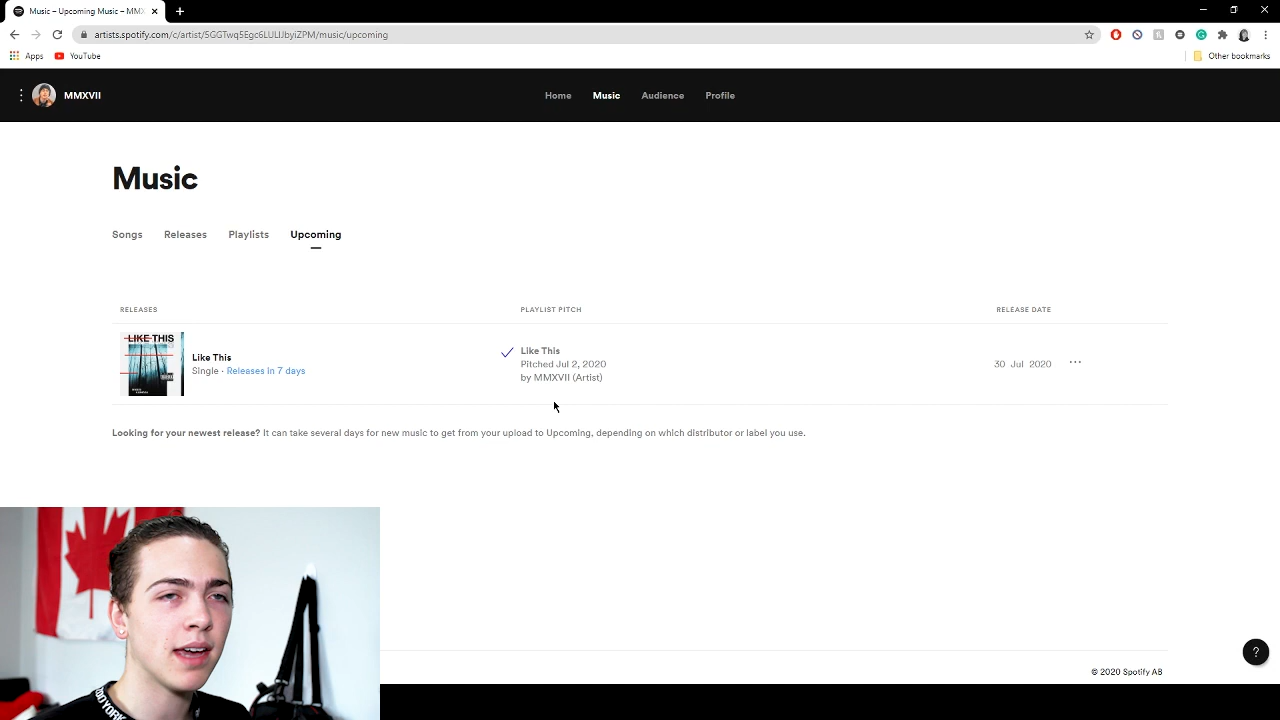 Music – Upcoming Music – MMX
artists.spotify.com/c/artist/5GGTwq5Egc6LULIJbyiZPM/music/upcoming
Apps YouTube Other bookmarks
MMXVII Home Music Audience Profile
Music
Songs Releases Playlists Upcoming
RELEASES PLAYLIST PITCH RELEASE DATE
LIKE THIS
Like This
Single · Releases in 7 days
Like This
Pitched Jul 2, 2020
by MMXVII (Artist)
30 Jul 2020
Looking for your newest release? It can take several days for new music to get from your upload to Upcoming, depending on which distributor or label you use.
?
© 2020 Spotify AB